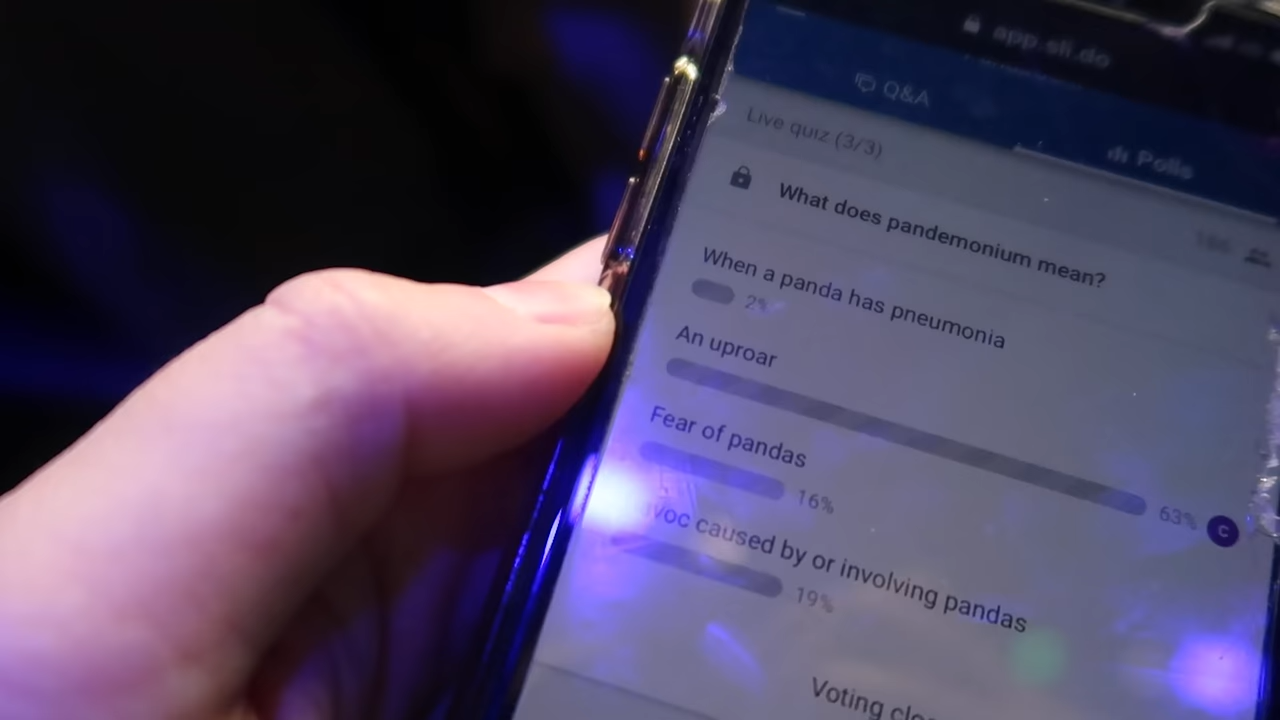 app.sli.do
Q&A
Polls
Live quiz (3/3)
What does pandemonium mean?
When a panda has pneumonia
2%
An uproar
63%
C
Fear of pandas
16%
caused by or involving pandas
19%
Voting